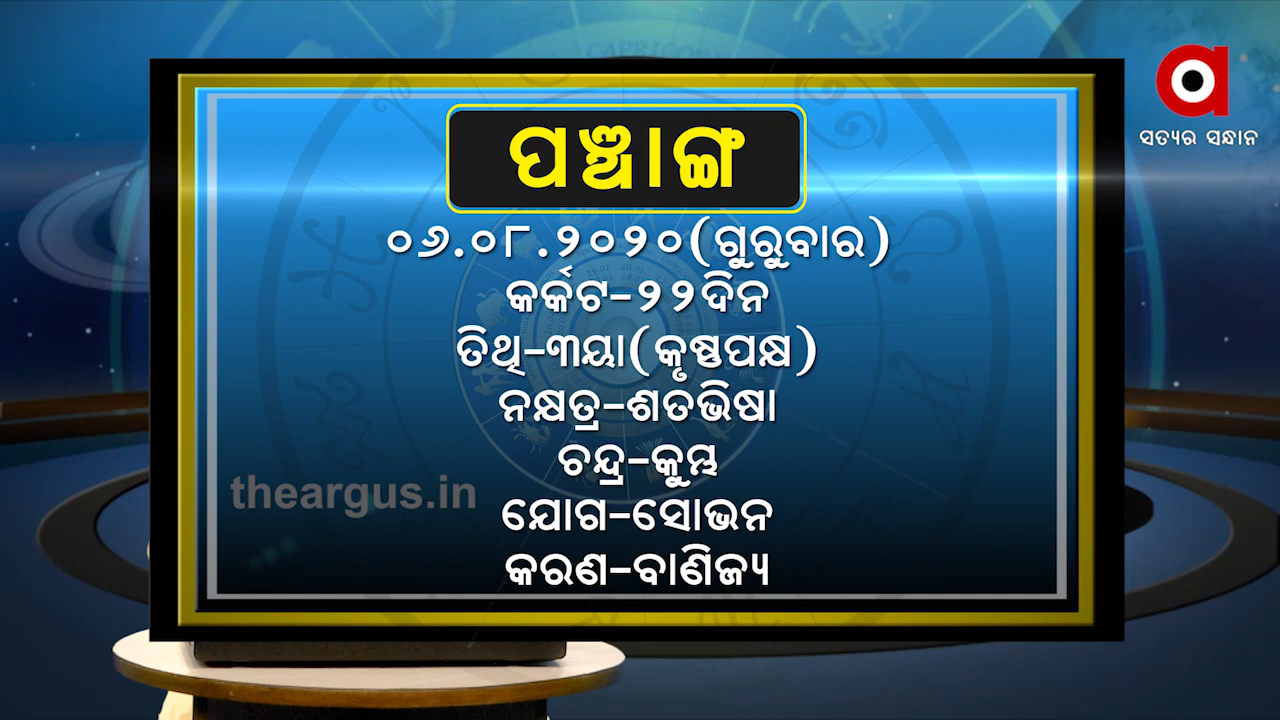 ପଞ୍ଚାଙ୍ଗ
ସତ୍ୟର ସନ୍ଧାନ
୦୬.୦୮.୨୦୨୦(ଗୁରୁବାର)
କର୍କଟ-୨୨ଦିନ
ତିଥି-୩ୟା(କୃଷ୍ଣପକ୍ଷ)
ନକ୍ଷତ୍ର-ଶତଭିଷା
ଚନ୍ଦ୍ର-କୁମ୍ଭ
theargus.in
ଯୋଗ-ସୋଭନ
କରଣ-ବାଣିଜ୍ୟ